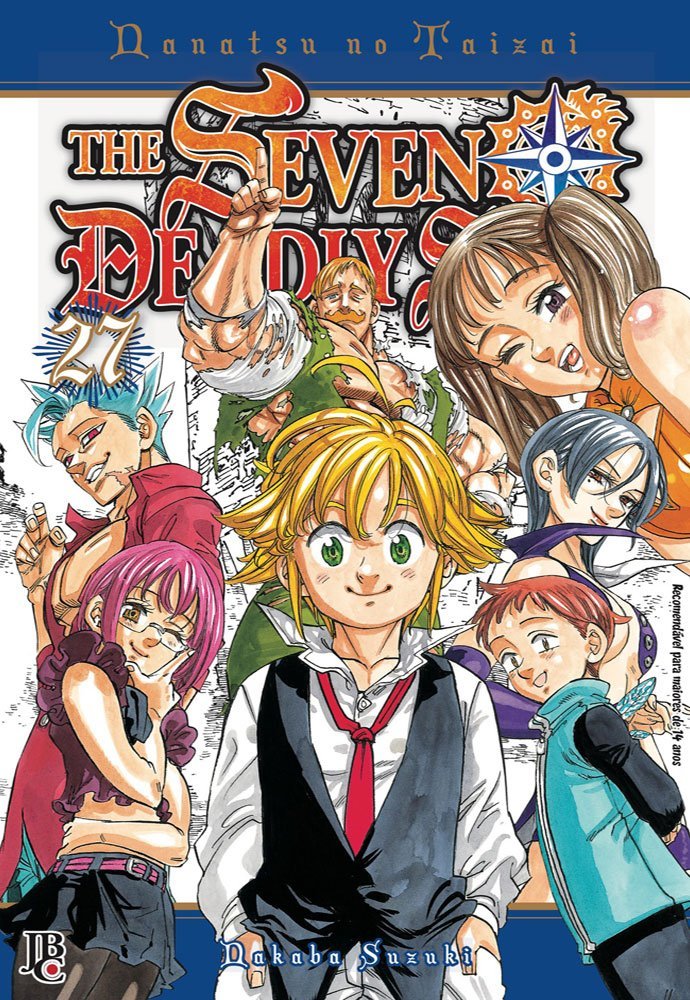 Nanatsu no Taizai
THE SEVEN
DEADLY S
27
Recomendável para maiores de 14 anos
JBC
Nakaba Suzuki